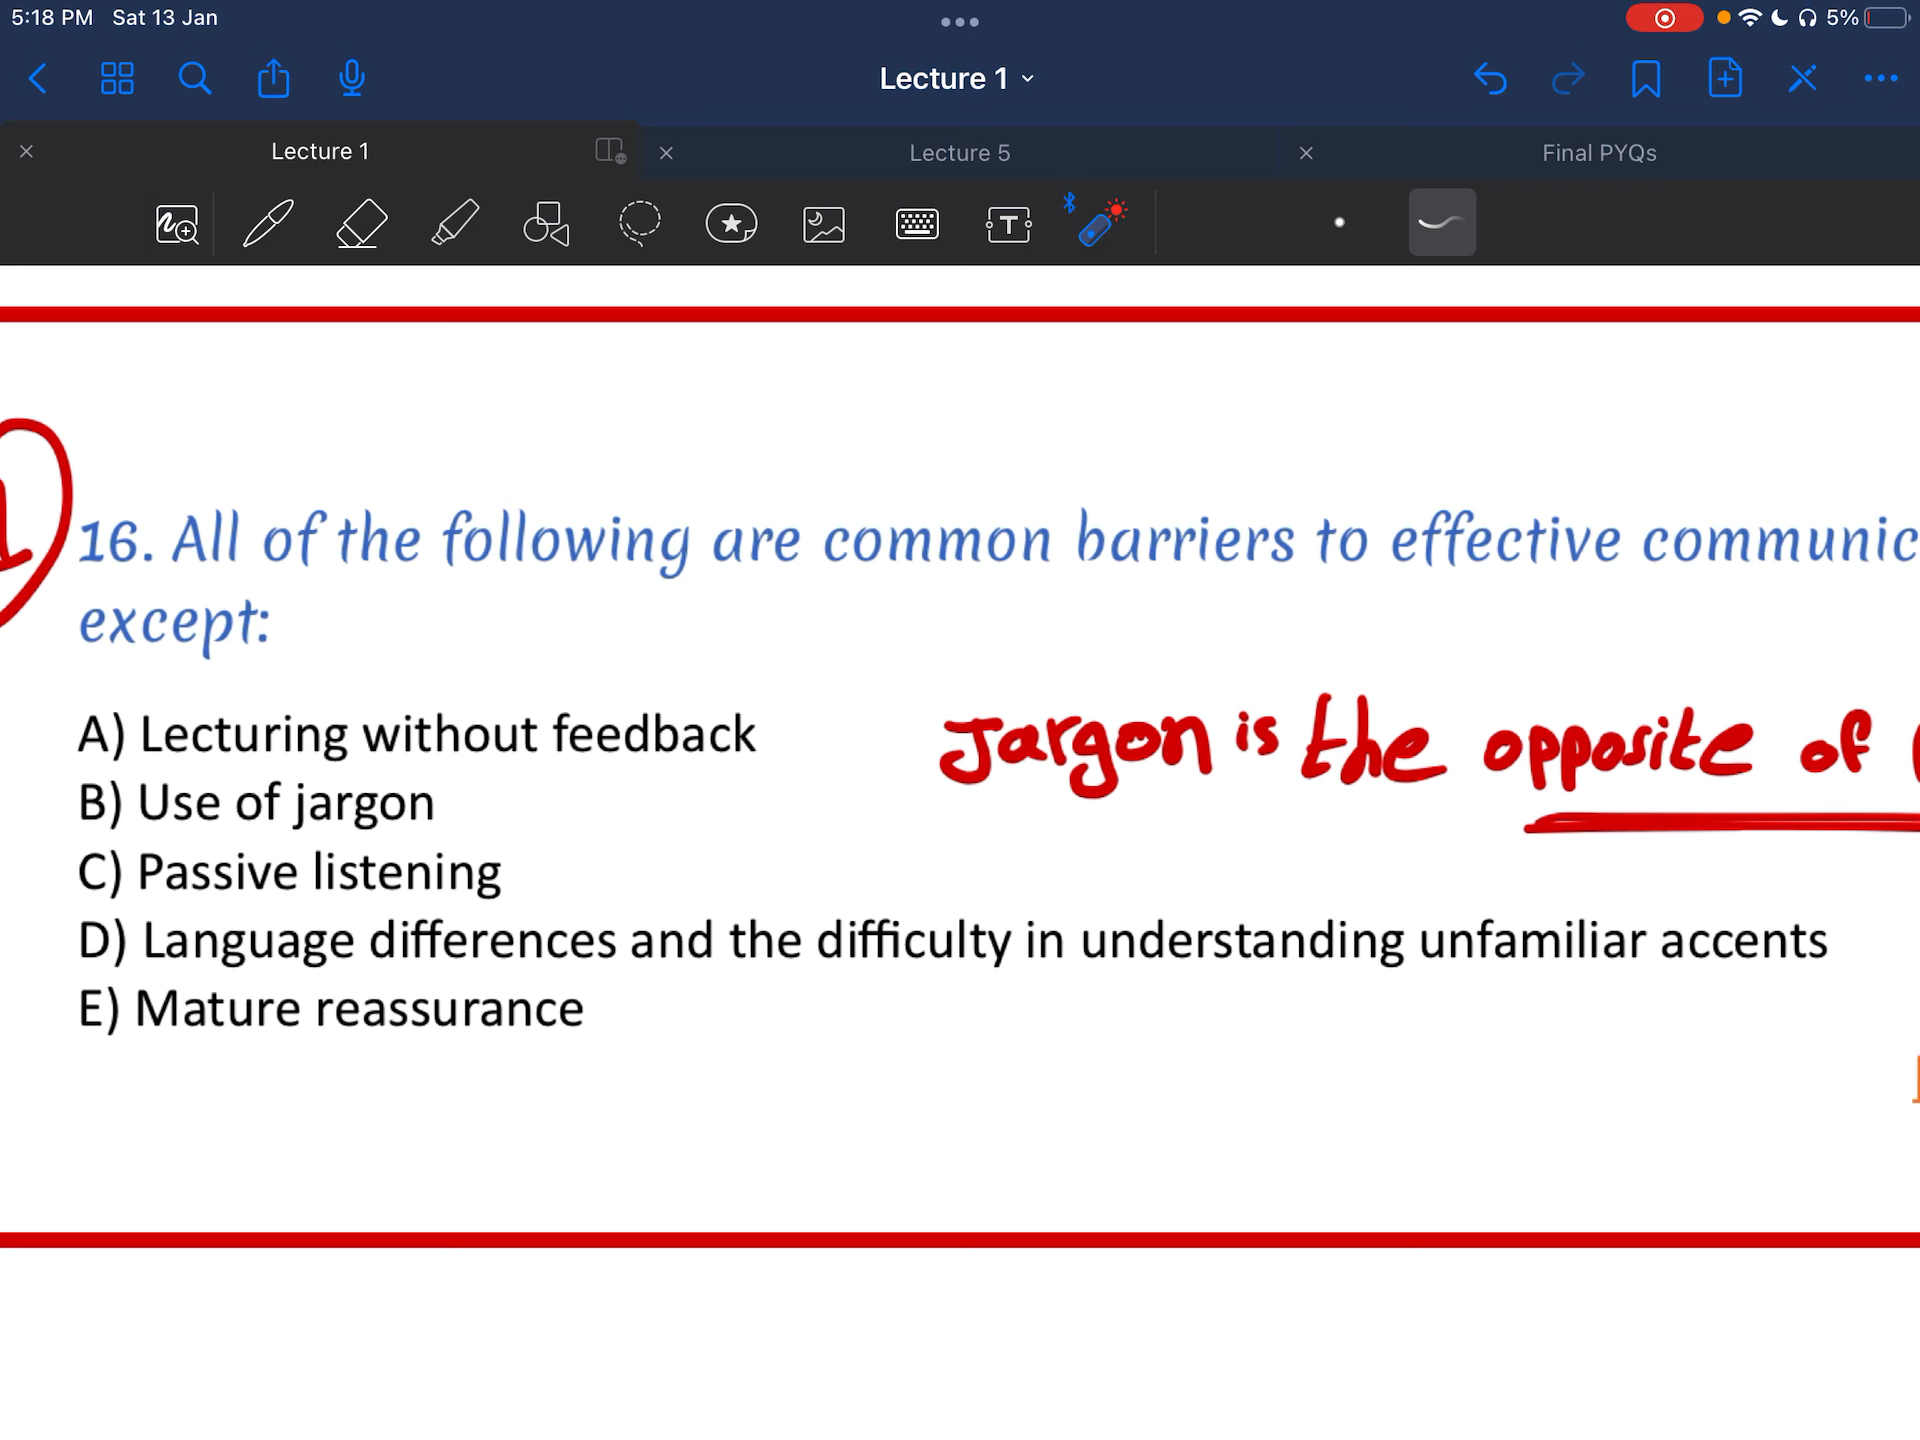 5:18 PM Sat 13 Jan
5%
Lecture 1
Lecture 1
Lecture 5
Final PYQs
16. All of the following are common barriers to effective communic
except:
A) Lecturing without feedback
Jargon is the opposite of
B) Use of jargon
C) Passive listening
D) Language differences and the difficulty in understanding unfamiliar accents
E) Mature reassurance